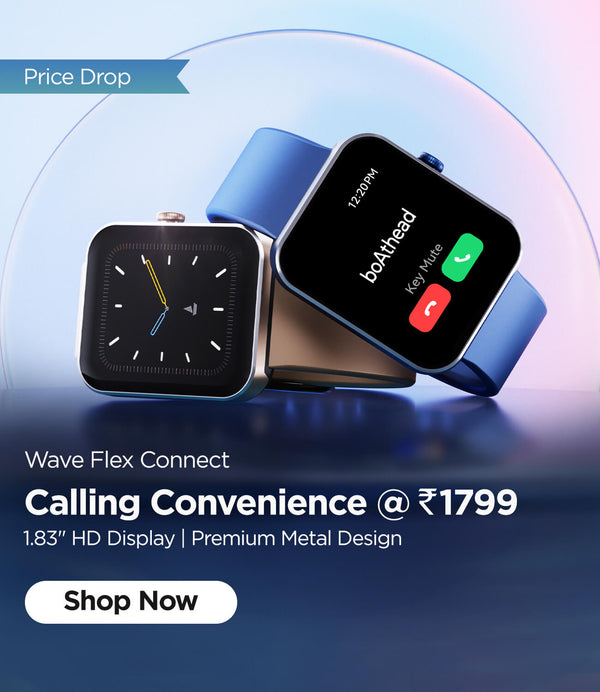 Price Drop
12:20PM
boAthead
Key Mute
Wave Flex Connect
Calling Convenience @ ₹1799
1.83" HD Display | Premium Metal Design
Shop Now